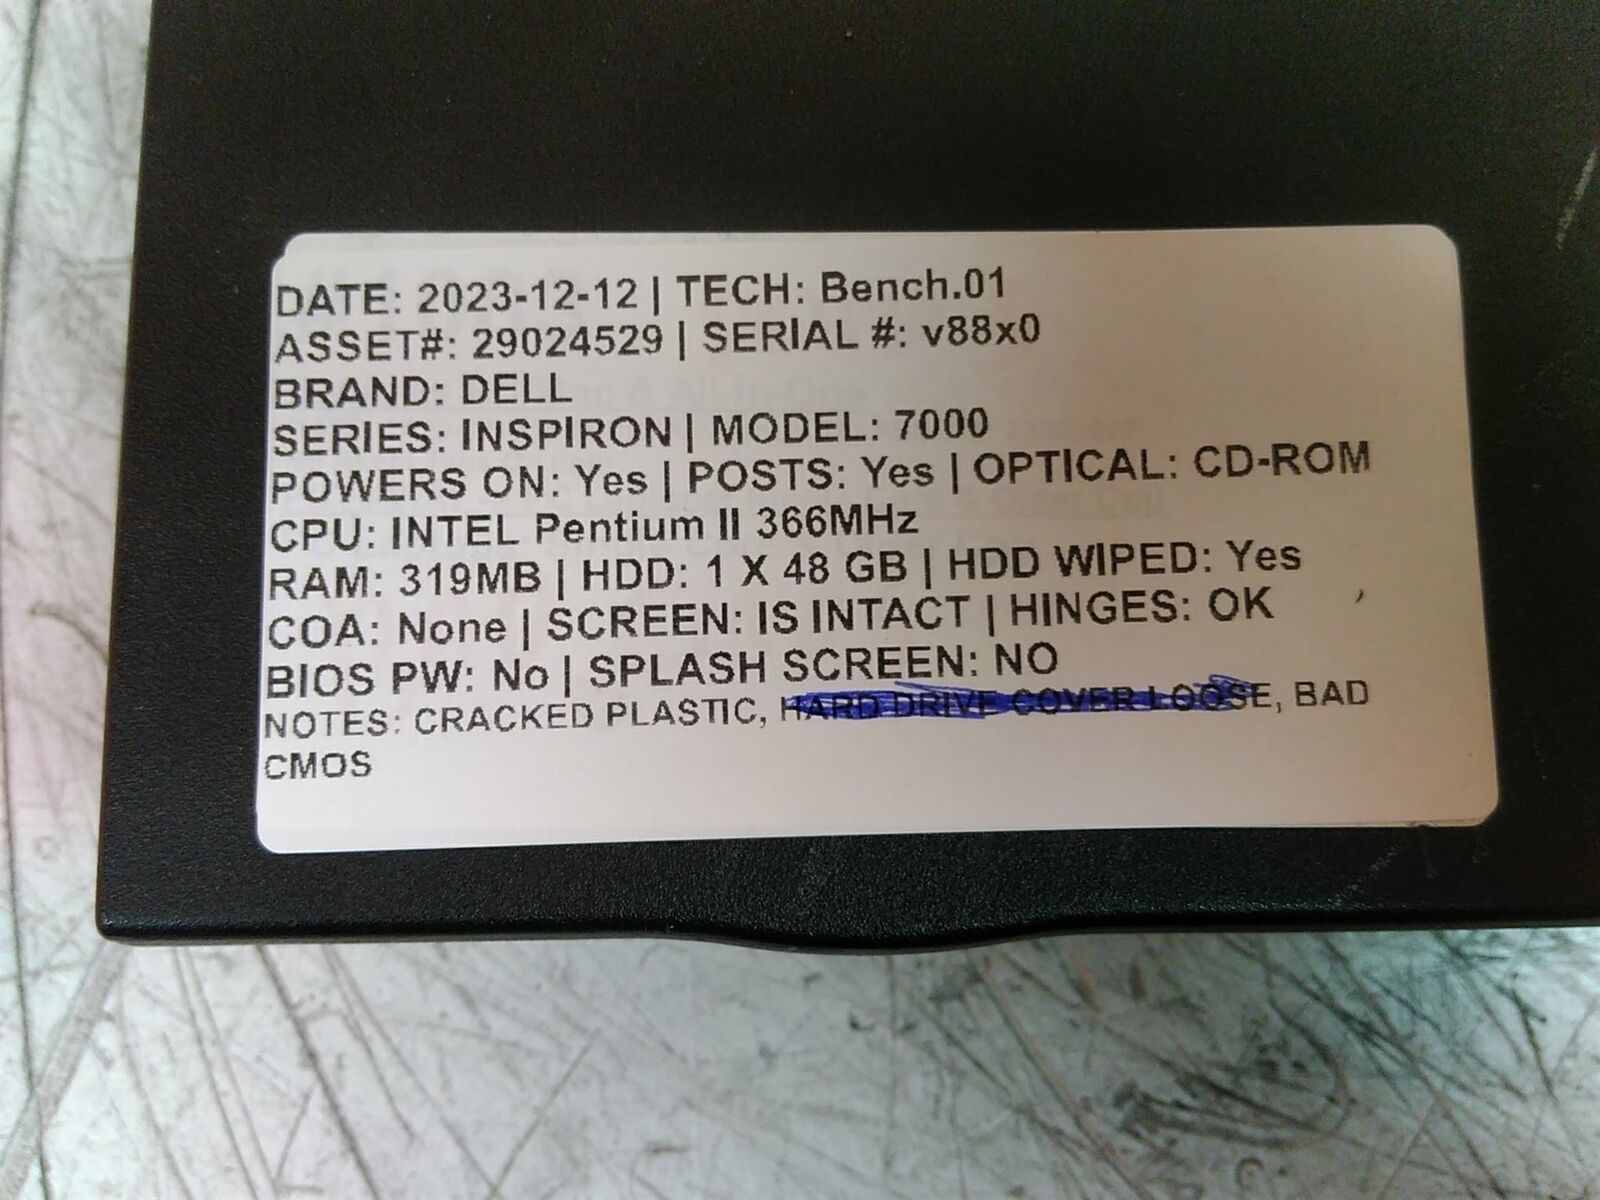 DATE: 2023-12-12 | TECH: Bench.01
ASSET#: 29024529 | SERIAL #: v88x0
BRAND: DELL
SERIES: INSPIRON | MODEL: 7000
POWERS ON: Yes | POSTS: Yes | OPTICAL: CD-ROM
CPU: INTEL Pentium II 366MHz
RAM: 319MB | HDD: 1 X 48 GB | HDD WIPED: Yes
COA: None | SCREEN: IS INTACT | HINGES: OK
BIOS PW: No | SPLASH SCREEN: NO
NOTES: CRACKED PLASTIC, HARD DRIVE COVER LOOSE, BAD
CMOS